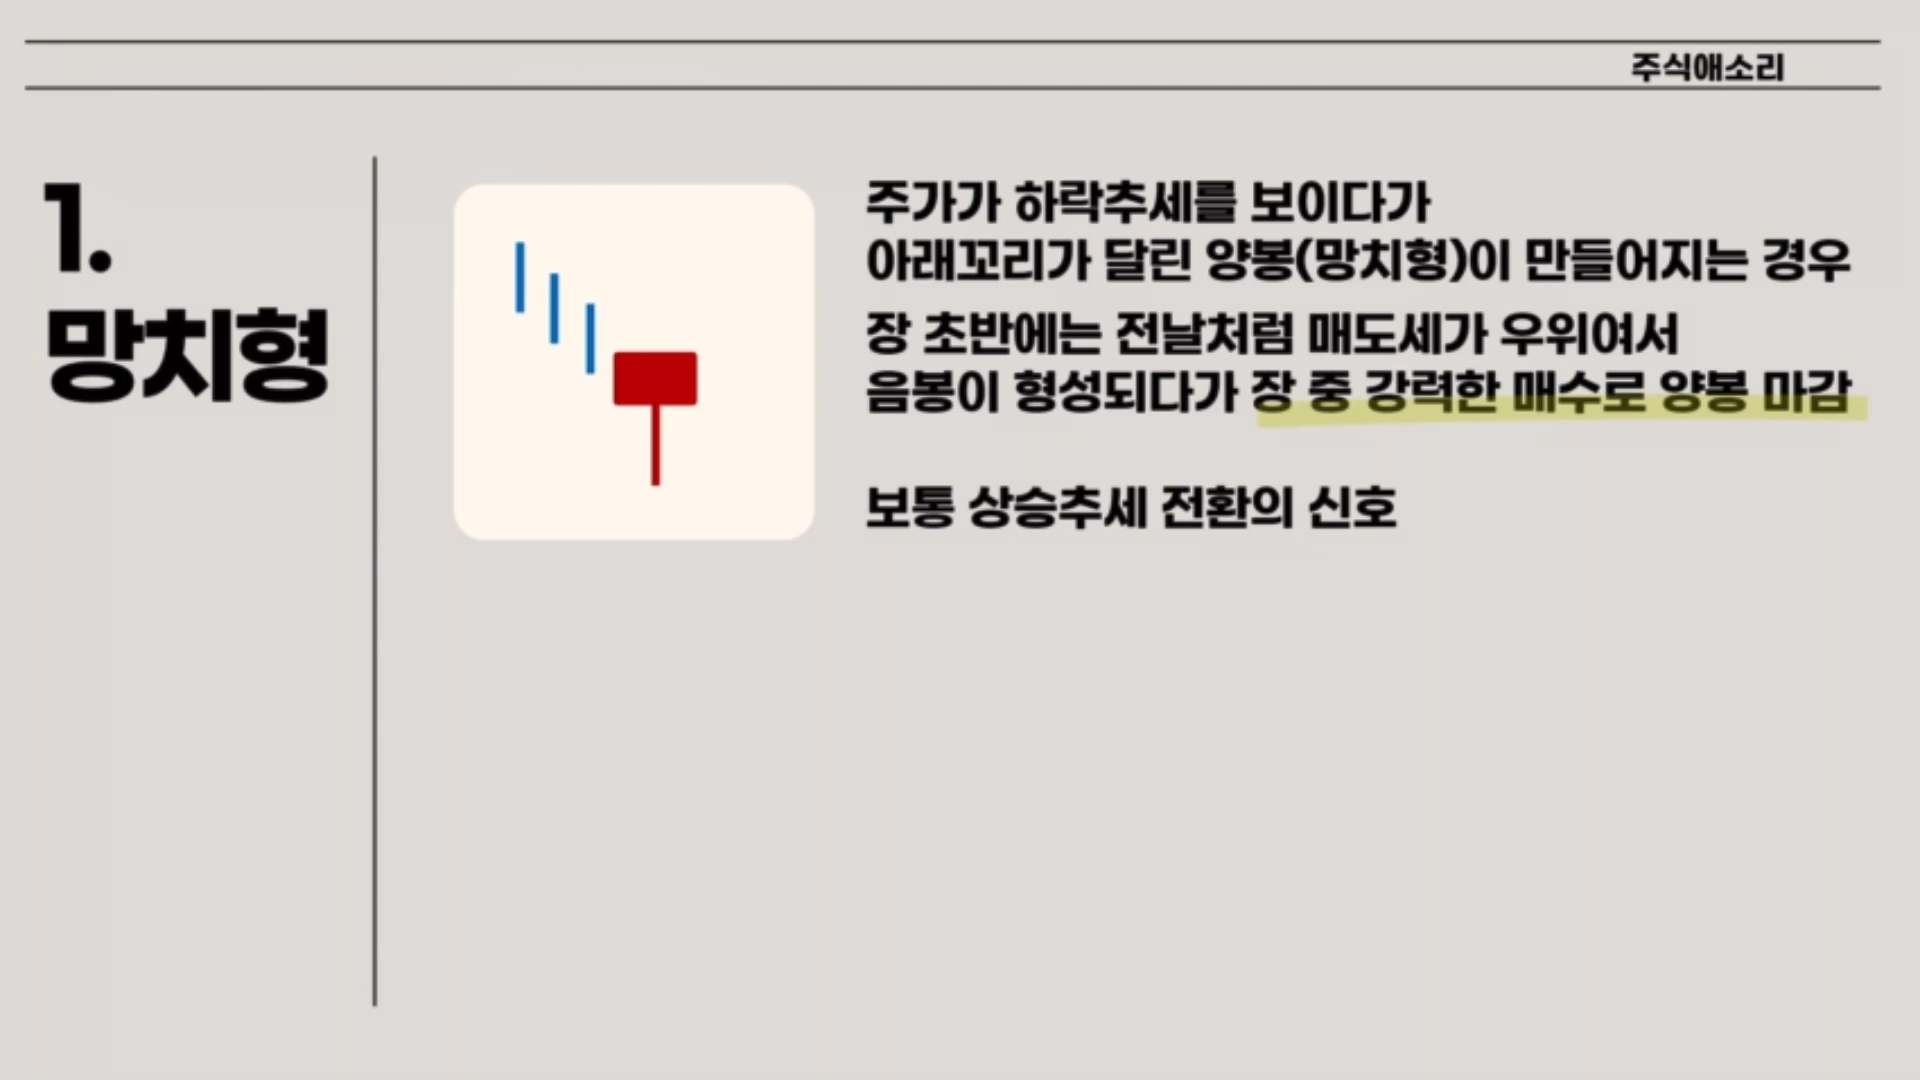 주식애소리
1.
망치형
주가가 하락추세를 보이다가
아래꼬리가 달린 양봉(망치형)이 만들어지는 경우
장 초반에는 전날처럼 매도세가 우위여서
음봉이 형성되다가 장 중 강력한 매수로 양봉 마감
보통 상승추세 전환의 신호